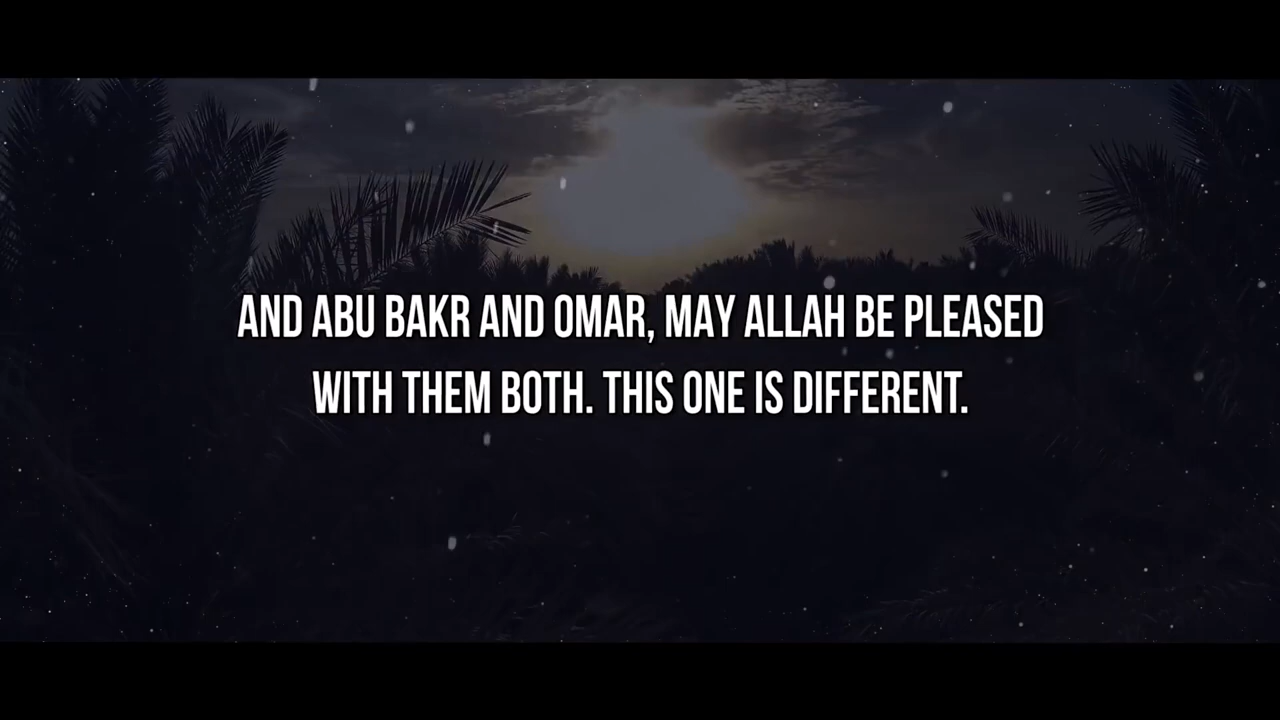 AND ABU BAKR AND OMAR, MAY ALLAH BE PLEASED
WITH THEM BOTH. THIS ONE IS DIFFERENT.